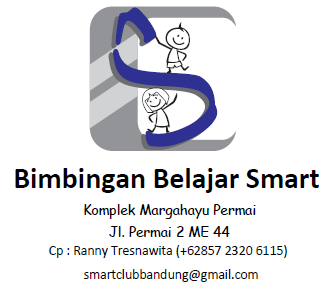 Bimbingan Belajar Smart
Komplek Margahayu Permai
Jl. Permai 2 ME 44
Cp : Ranny Tresnawita (+62857 2320 6115)
smartclubbandung@gmail.com